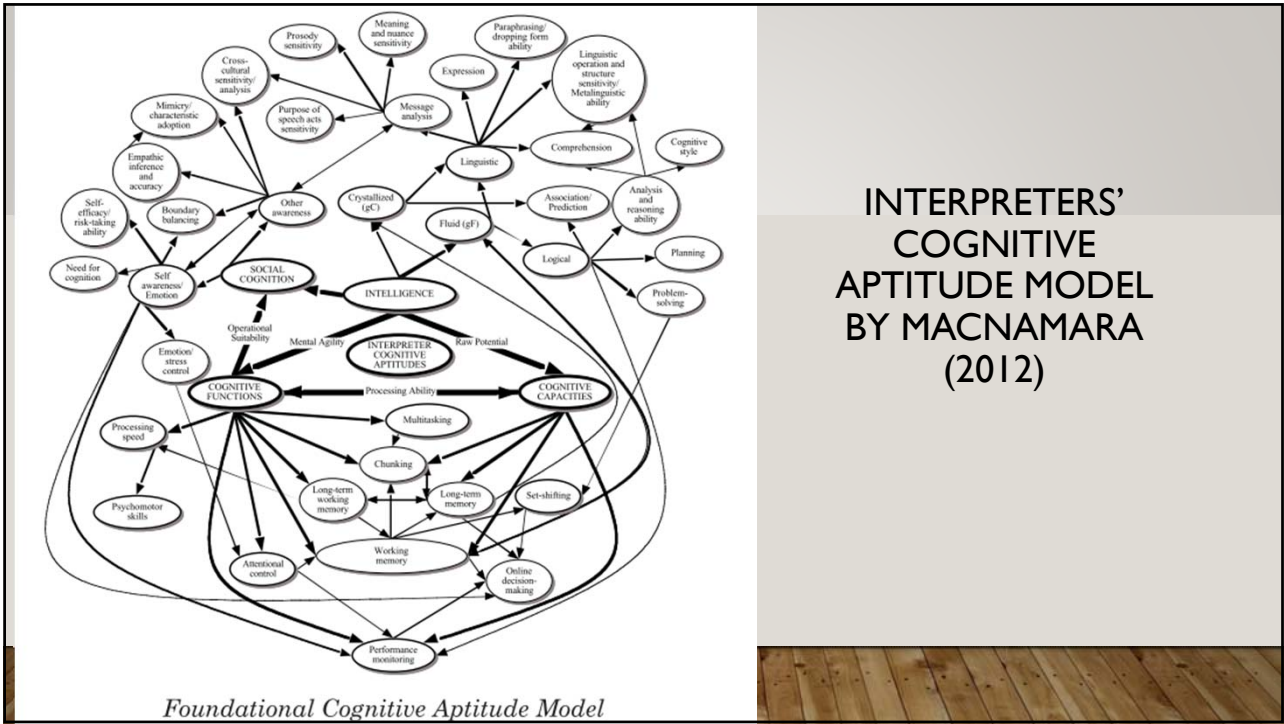 Meaning
and nuance
sensitivity
Paraphrasing/
dropping form
ability
Prosody
sensitivity
Linguistic
operation and
structure
sensitivity/
Metalinguistic
ability
Cross-
cultural
sensitivity/
analysis
Expression
Mimicry/
characteristic
adoption
Purpose of
speech acts
sensitivity
Message
analysis
Cognitive
style
Comprehension
Empathic
inference
and
accuracy
Linguistic
Self-
efficacy/
risk-taking
ability
Boundary
balancing
Other
awareness
Crystallized
(gC)
Association/
Prediction
Analysis
and
reasoning
ability
Fluid (gF)
Need for
cognition
Self
awareness/
Emotion
SOCIAL
COGNITION
Logical
Planning
INTELLIGENCE
Problem-
solving
Operational
Suitability
Mental Agility
Raw Potential
INTERPRETER
COGNITIVE
APTITUDES
Emotion/
stress
control
COGNITIVE
FUNCTIONS
Processing Ability
COGNITIVE
CAPACITIES
Processing
speed
Multitasking
Chunking
Long-term
working
memory
Long-term
memory
Set-shifting
Psychomotor
skills
Working
memory
Attentional
control
Online
decision-
making
Performance
monitoring
Foundational Cognitive Aptitude Model
INTERPRETERS’
COGNITIVE
APTITUDE MODEL
BY MACNAMARA
(2012)